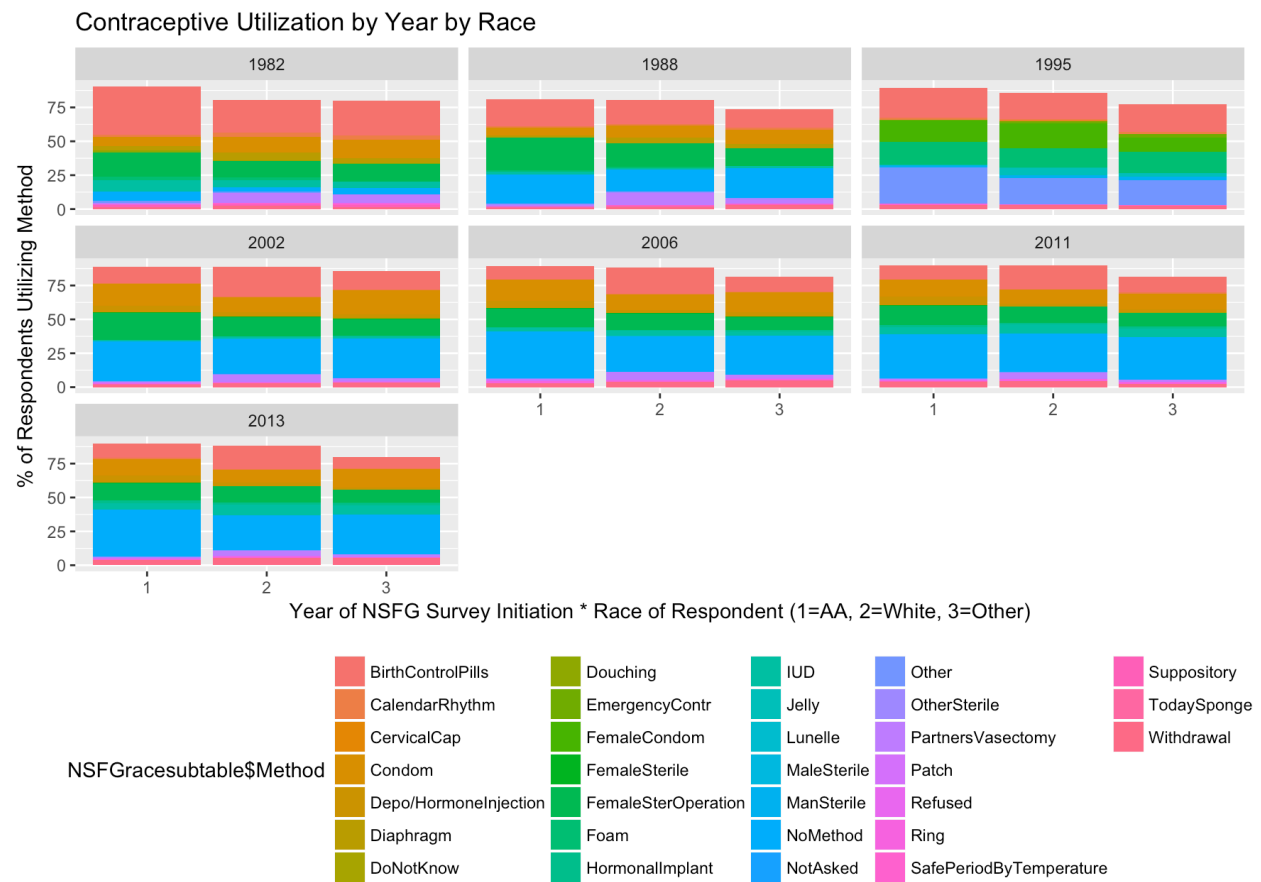 Contraceptive Utilization by Year by Race
1982
1988
1995
75
50
25
0
2002
2006
2011
75
50
25
0
1
2
3
1
2
3
2013
75
50
25
0
1
2
3
% of Respondents Utilizing Method
Year of NSFG Survey Initiation * Race of Respondent (1=AA, 2=White, 3=Other)
NSFGracesubtable$Method
BirthControlPills
CalendarRhythm
CervicalCap
Condom
Depo/HormoneInjection
Diaphragm
DoNotKnow
Douching
EmergencyContr
FemaleCondom
FemaleSterile
FemaleSterOperation
Foam
HormonalImplant
IUD
Jelly
Lunelle
MaleSterile
ManSterile
NoMethod
NotAsked
Other
OtherSterile
PartnersVasectomy
Patch
Refused
Ring
SafePeriodByTemperature
Suppository
TodaySponge
Withdrawal